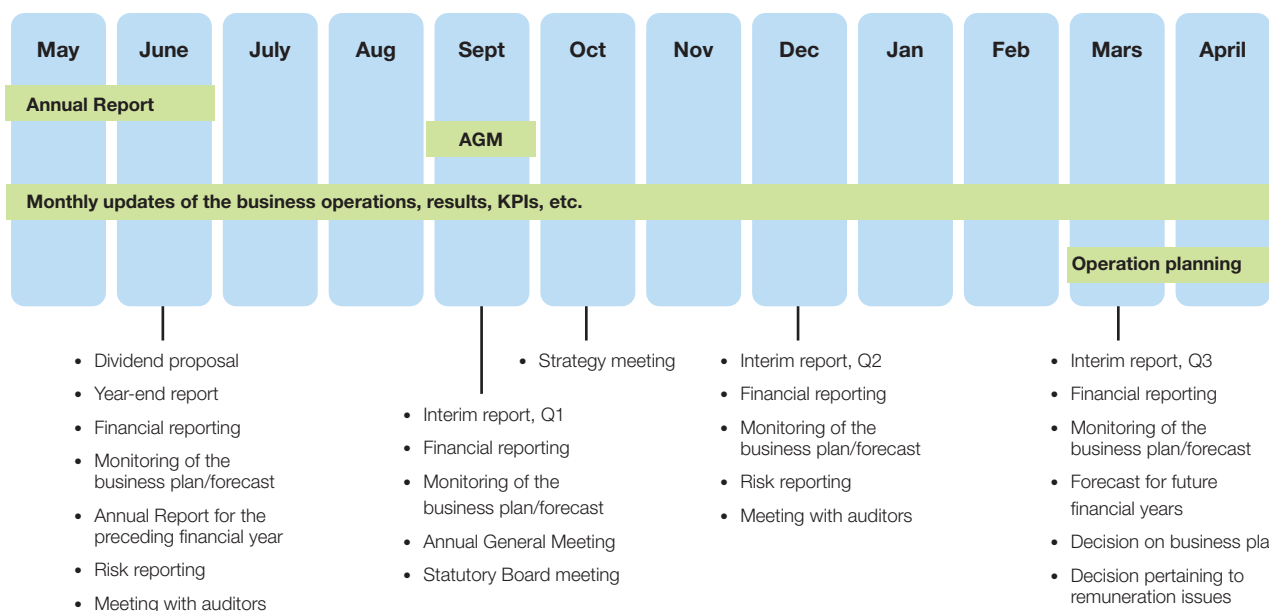 May June July Aug Sept Oct Nov Dec Jan Feb Mars April
Annual Report
AGM
Monthly updates of the business operations, results, KPIs, etc.
Operation planning
• Dividend proposal
• Year-end report
• Financial reporting
• Monitoring of the
business plan/forecast
• Annual Report for the
preceding financial year
• Risk reporting
• Meeting with auditors
• Interim report, Q1
• Financial reporting
• Monitoring of the
business plan/forecast
• Annual General Meeting
• Statutory Board meeting
• Strategy meeting
• Interim report, Q2
• Financial reporting
• Monitoring of the
business plan/forecast
• Risk reporting
• Meeting with auditors
• Interim report, Q3
• Financial reporting
• Monitoring of the
business plan/forecast
• Forecast for future
financial years
• Decision on business pla
• Decision pertaining to
remuneration issues